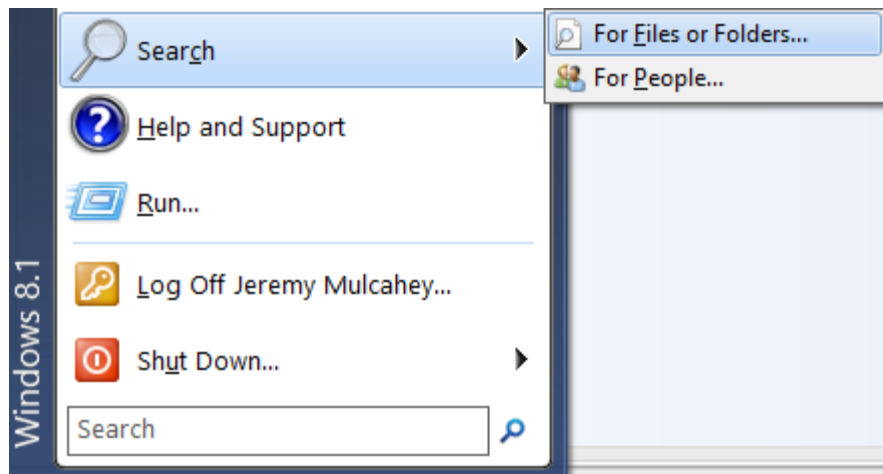 Search
For Files or Folders...
For People...
Help and Support
Run...
Log Off Jeremy Mulcahey...
Shut Down...
Search
Windows 8.1